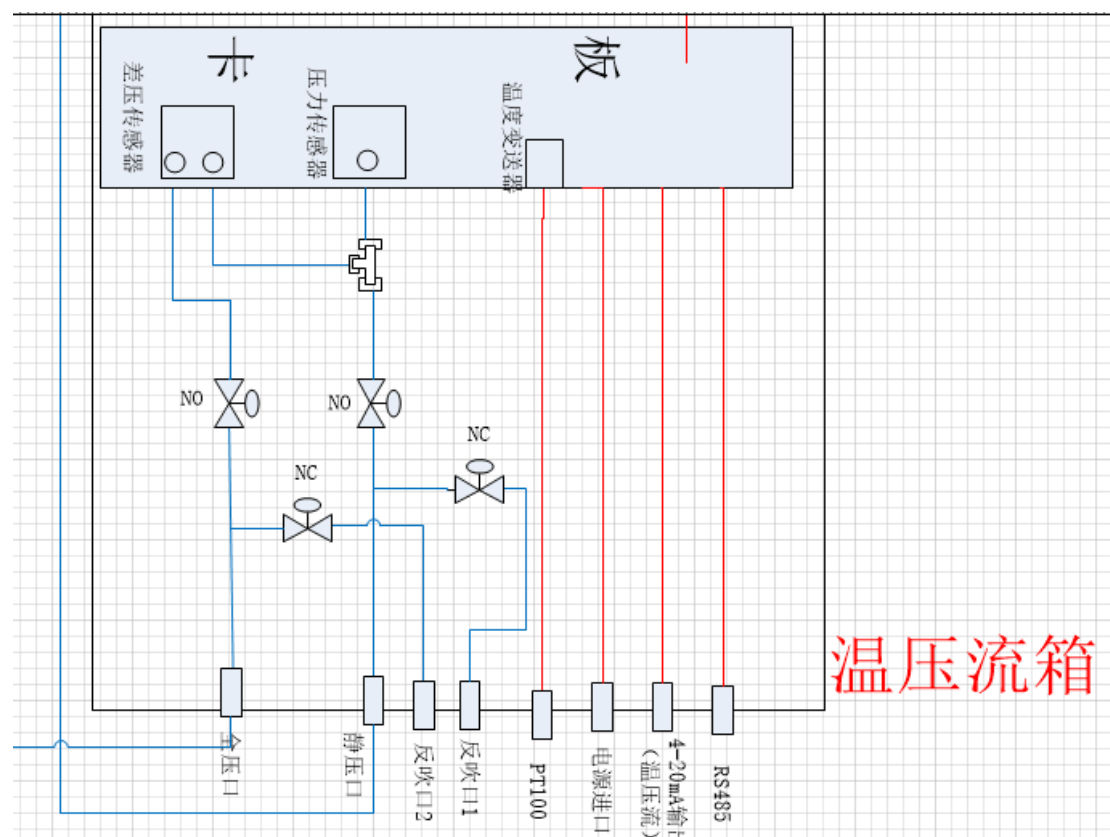 卡
板
差压传感器
压力传感器
温度变送器
NO
NO
NC
NC
温压流箱
全压口
静压口
反吹口2
反吹口1
PT100
电源进口
4-20mA输
(温压流)
RS485